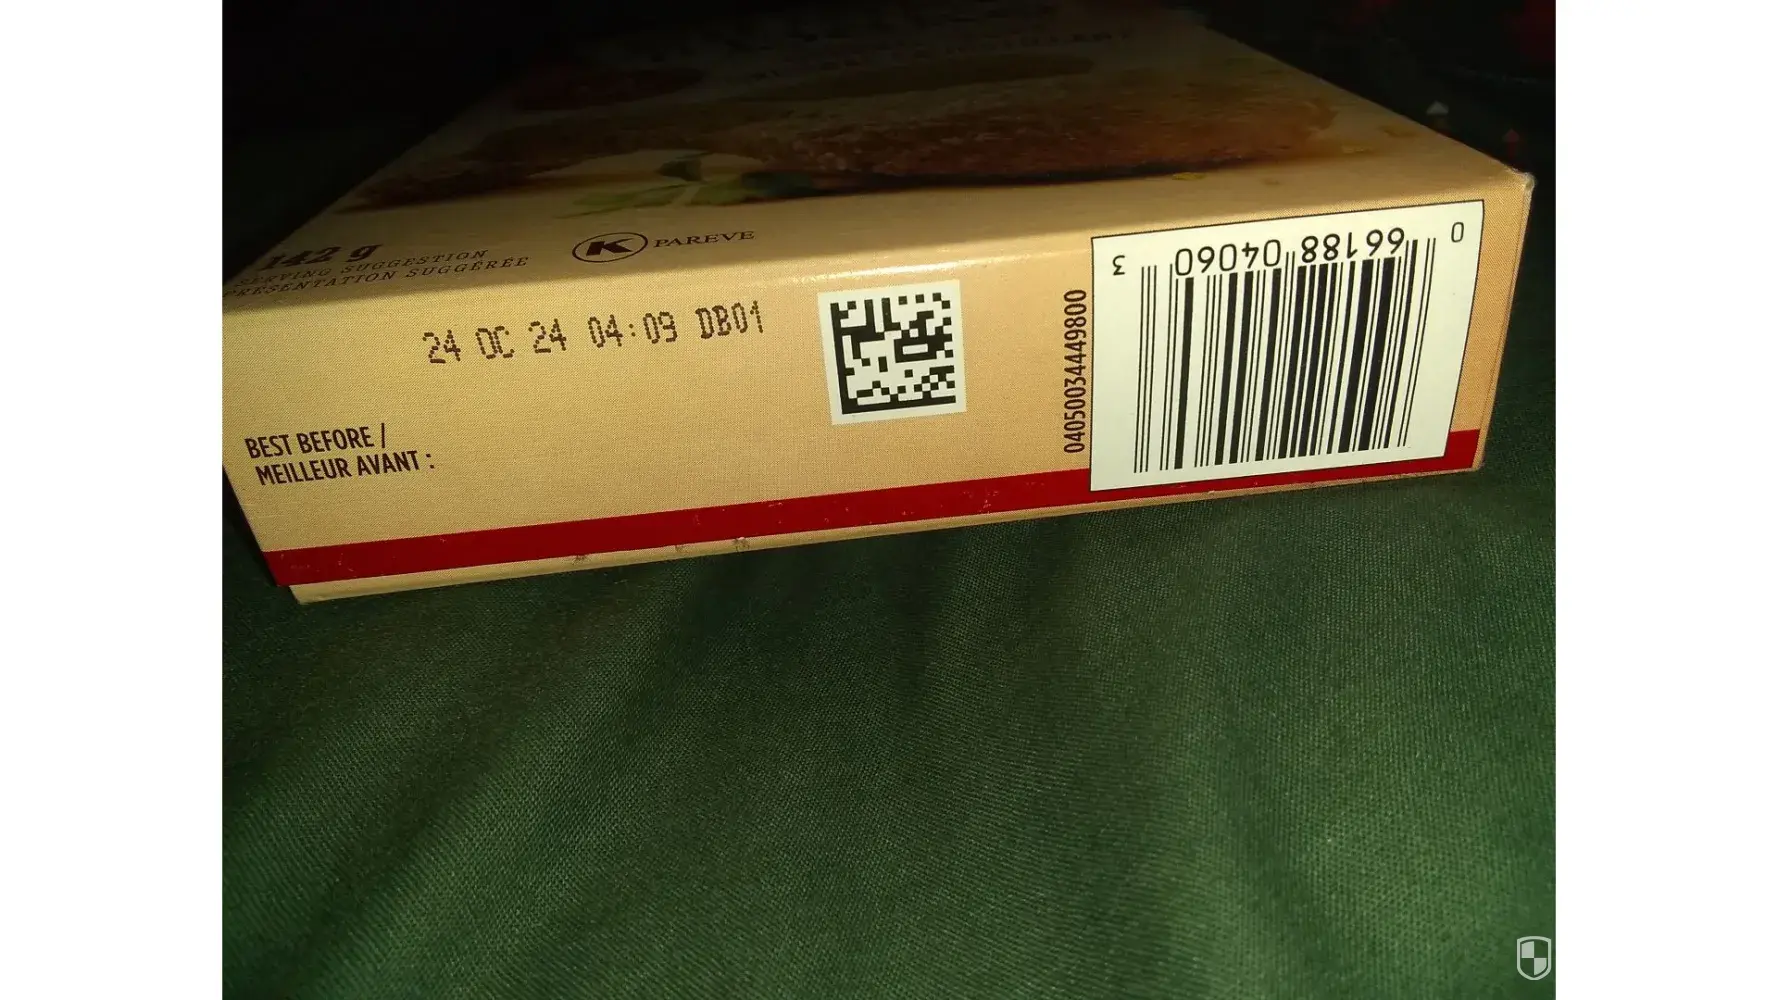 142 g
SERVING SUGGESTION
PRÉSENTATION SUGGÉRÉE
K PAREVE
24 OC 24 04:09 DB01
BEST BEFORE /
MEILLEUR AVANT :
0405003449800
0 66188 04060 3